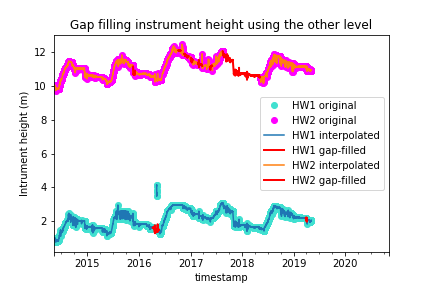 Gap filling instrument height using the other level
Intrument height (m)
12
10
8
6
4
2
HW1 original
HW2 original
HW1 interpolated
HW1 gap-filled
HW2 interpolated
HW2 gap-filled
2015 2016 2017 2018 2019 2020
timestamp